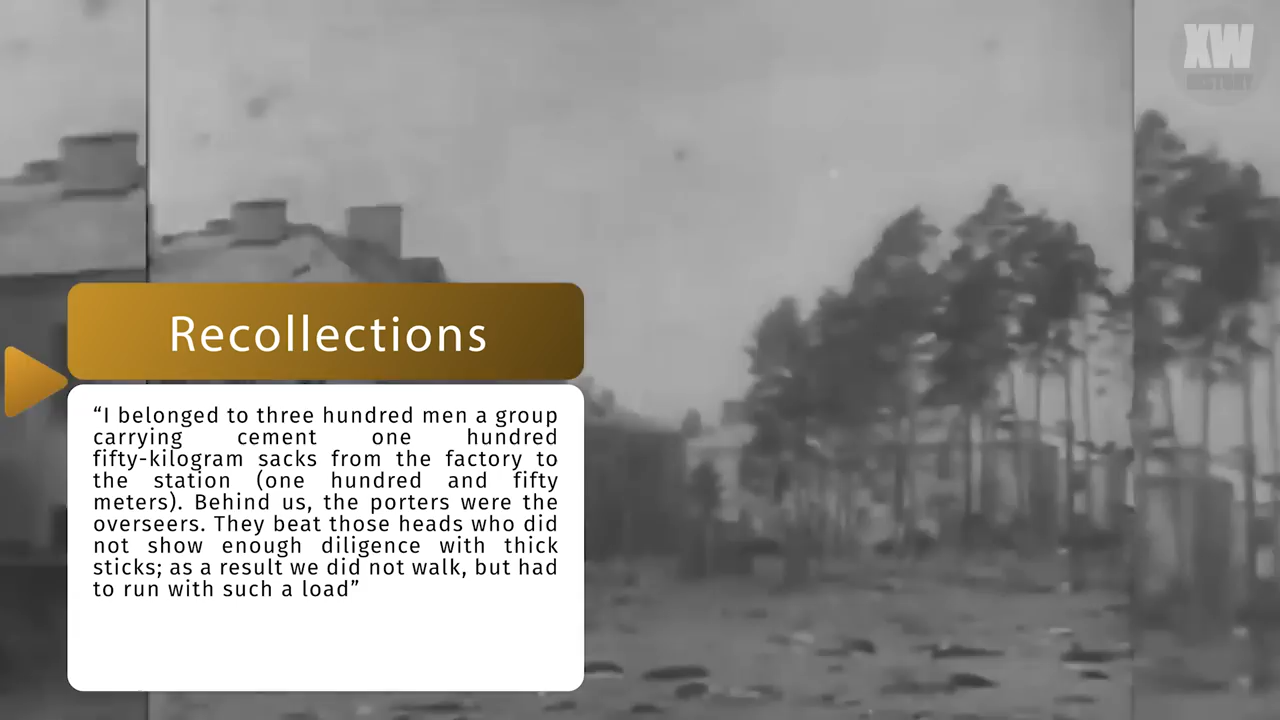 XW
HISTORY
Recollections
“I belonged to three hundred men a group
carrying cement one hundred
fifty-kilogram sacks from the factory to
the station (one hundred and fifty
meters). Behind us, the porters were the
overseers. They beat those heads who did
not show enough diligence with thick
sticks; as a result we did not walk, but had
to run with such a load”